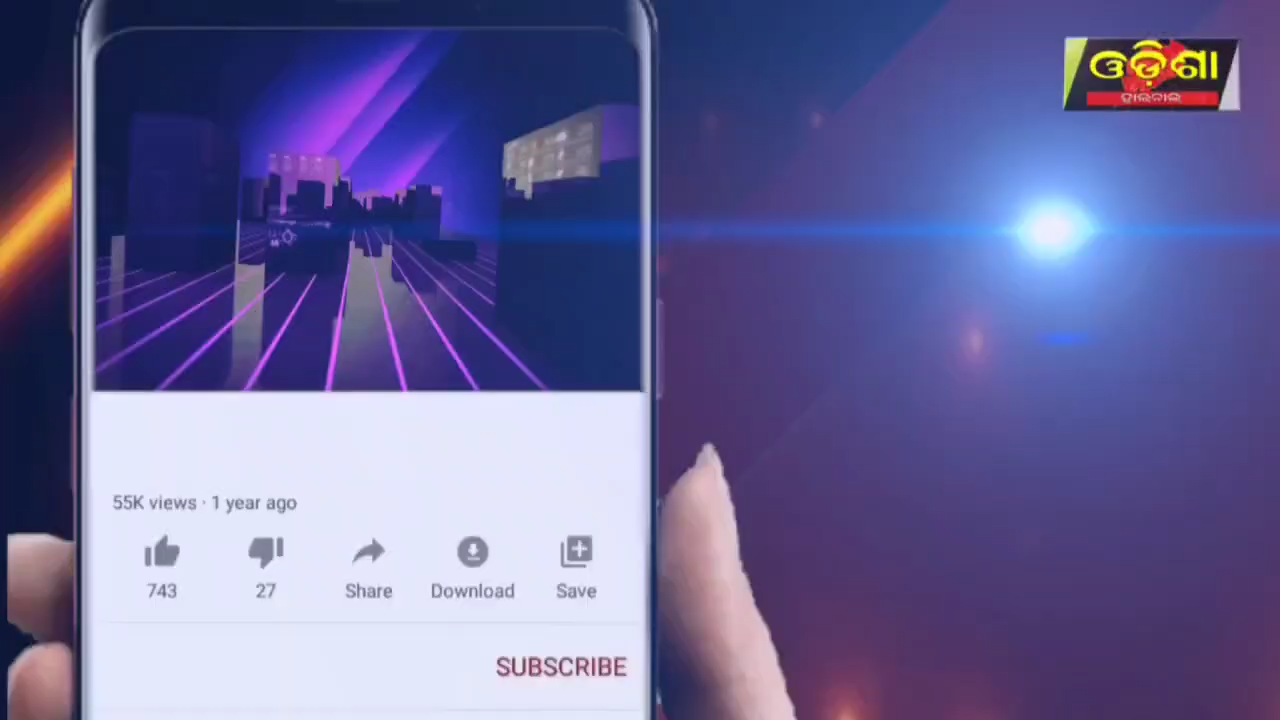 ଓଡ଼ିଶା
55K views · 1 year ago
743
27
Share
Download
Save
SUBSCRIBE